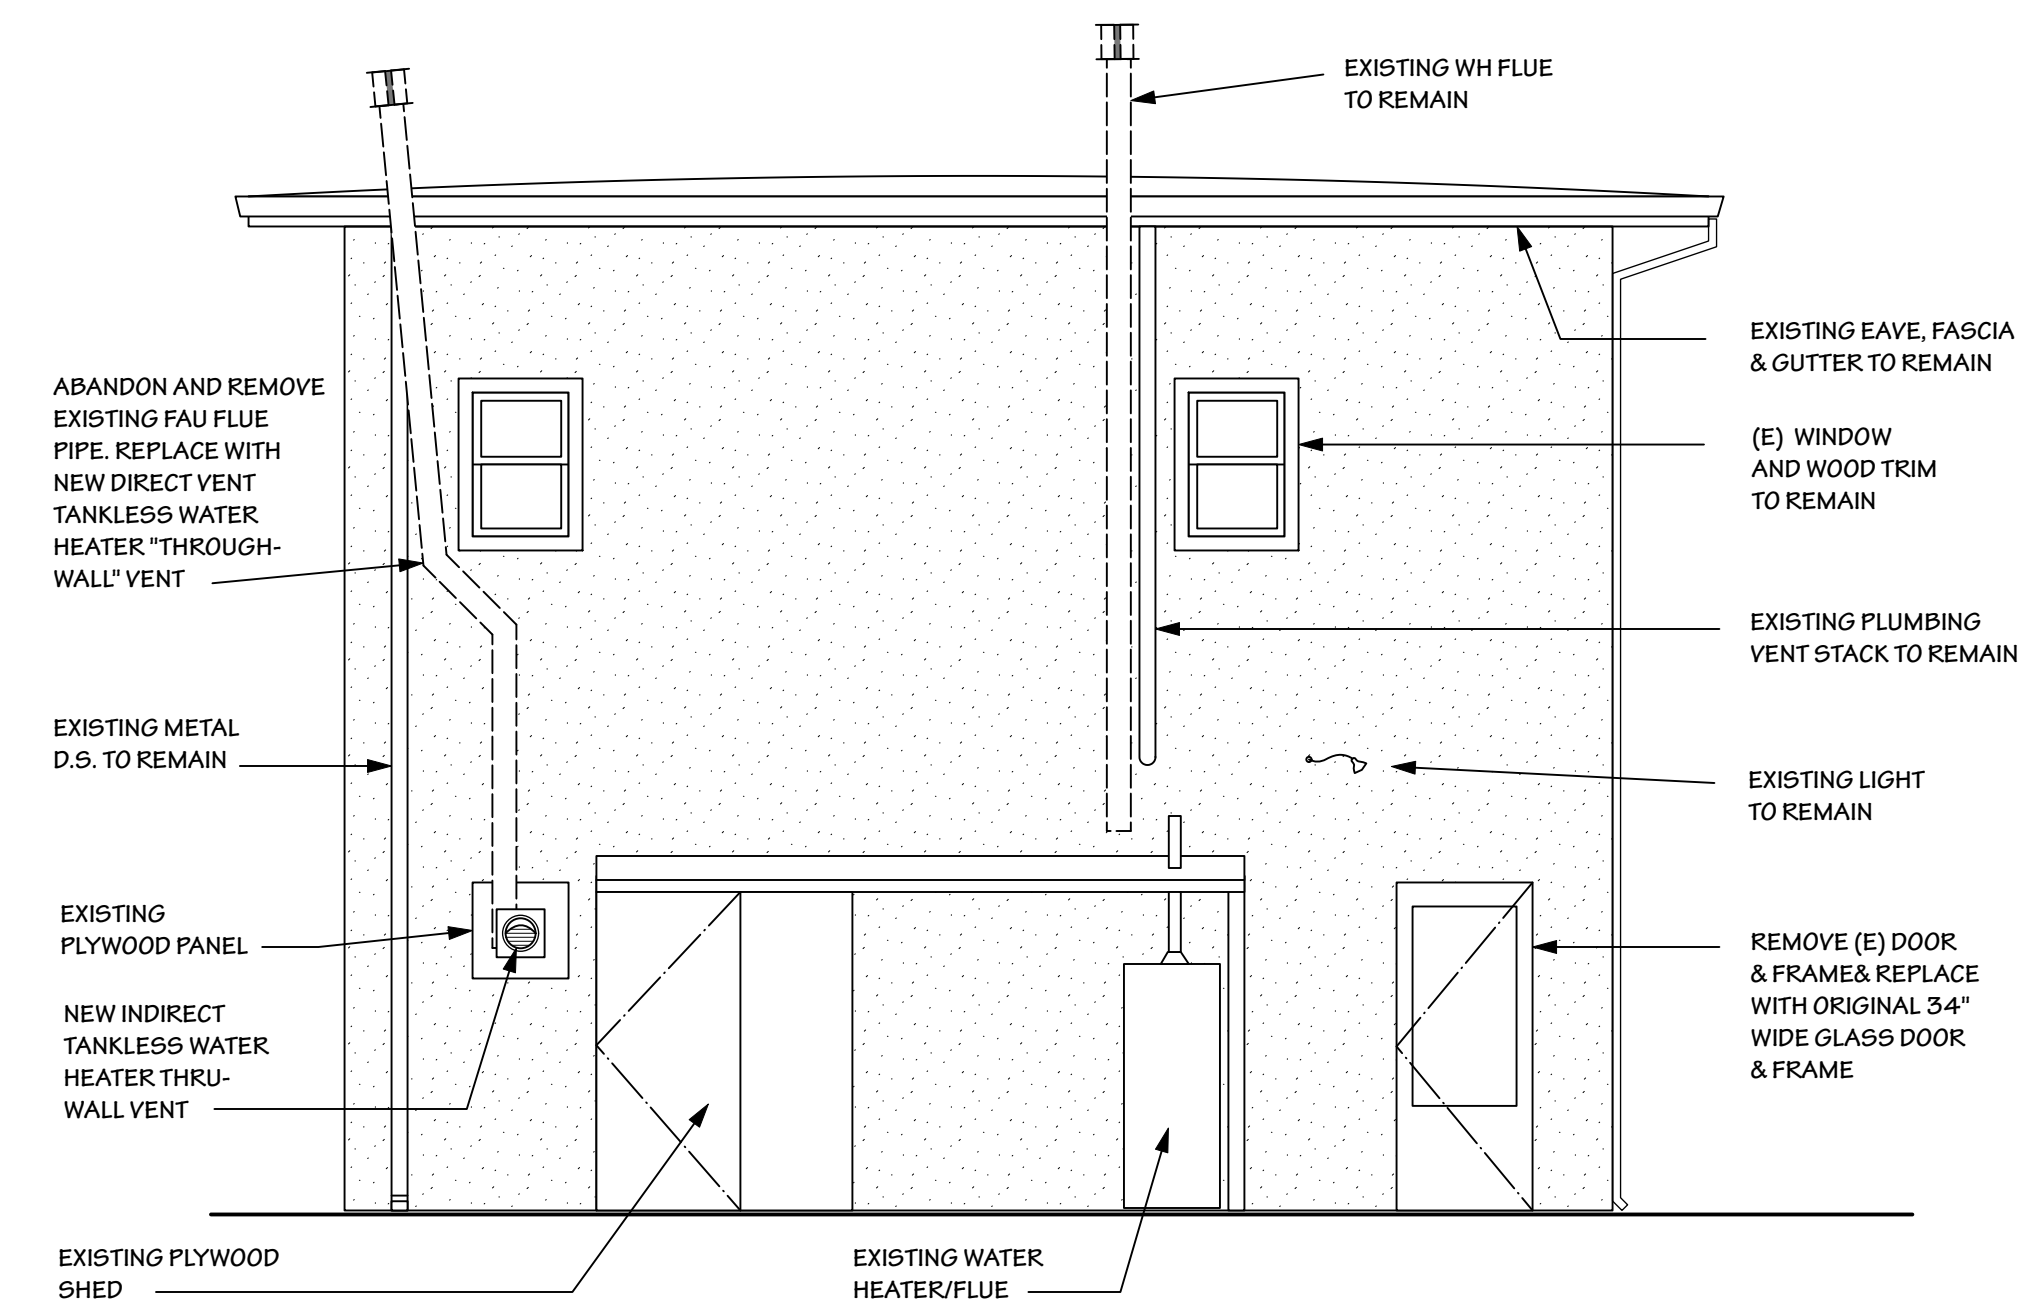 EXISTING WH FLUE
TO REMAIN
EXISTING EAVE, FASCIA
& GUTTER TO REMAIN
ABANDON AND REMOVE
EXISTING FAU FLUE
PIPE. REPLACE WITH
NEW DIRECT VENT
TANKLESS WATER
HEATER "THROUGH-
WALL" VENT
(E) WINDOW
AND WOOD TRIM
TO REMAIN
EXISTING PLUMBING
VENT STACK TO REMAIN
EXISTING METAL
D.S. TO REMAIN
EXISTING LIGHT
TO REMAIN
EXISTING
PLYWOOD PANEL
REMOVE (E) DOOR
& FRAME& REPLACE
WITH ORIGINAL 34"
WIDE GLASS DOOR
& FRAME
NEW INDIRECT
TANKLESS WATER
HEATER THRU-
WALL VENT
EXISTING PLYWOOD
SHED
EXISTING WATER
HEATER/FLUE